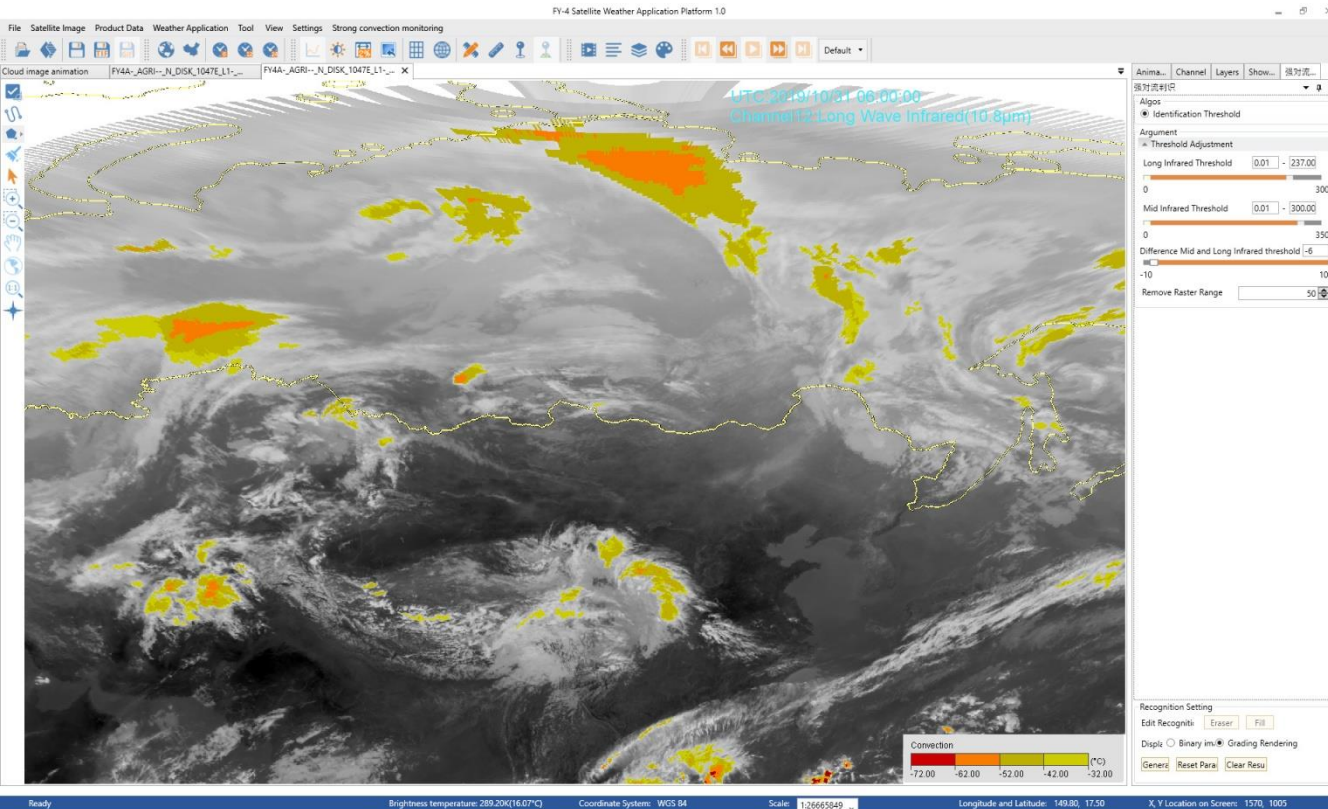 FY-4 Satellite Weather Application Platform 1.0
File Satellite Image Product Data Weather Application Tool View Settings Strong convection monitoring
Default
Cloud image animation FY4A-_AGRI--_N_DISK_1047E_L1-_... FY4A-_AGRI--_N_DISK_1047E_L1-_...
Anima... Channel Layers Show... 强对流...
强对流判识
UTC:2019/10/31 06:00:00
Channel12:Long Wave Infrared(10.8μm)
Algos
Identification Threshold
Argument
Threshold Adjustment
Long Infrared Threshold 0.01 - 237.00
0 300
Mid Infrared Threshold 0.01 - 300.00
0 350
Difference Mid and Long Infrared threshold -6
-10 10
Remove Raster Range 50
Recognition Setting
Edit Recogniti Eraser Fill
Displa Binary im Grading Rendering
Genera Reset Para Clear Resu
Convection
(°C)
-72.00 -62.00 -52.00 -42.00 -32.00
Ready Brightness temperature: 289.20K(16.07°C) Coordinate System: WGS 84 Scale: 1:26665849 Longitude and Latitude: 149.80, 17.50 X, Y Location on Screen: 1570, 1005